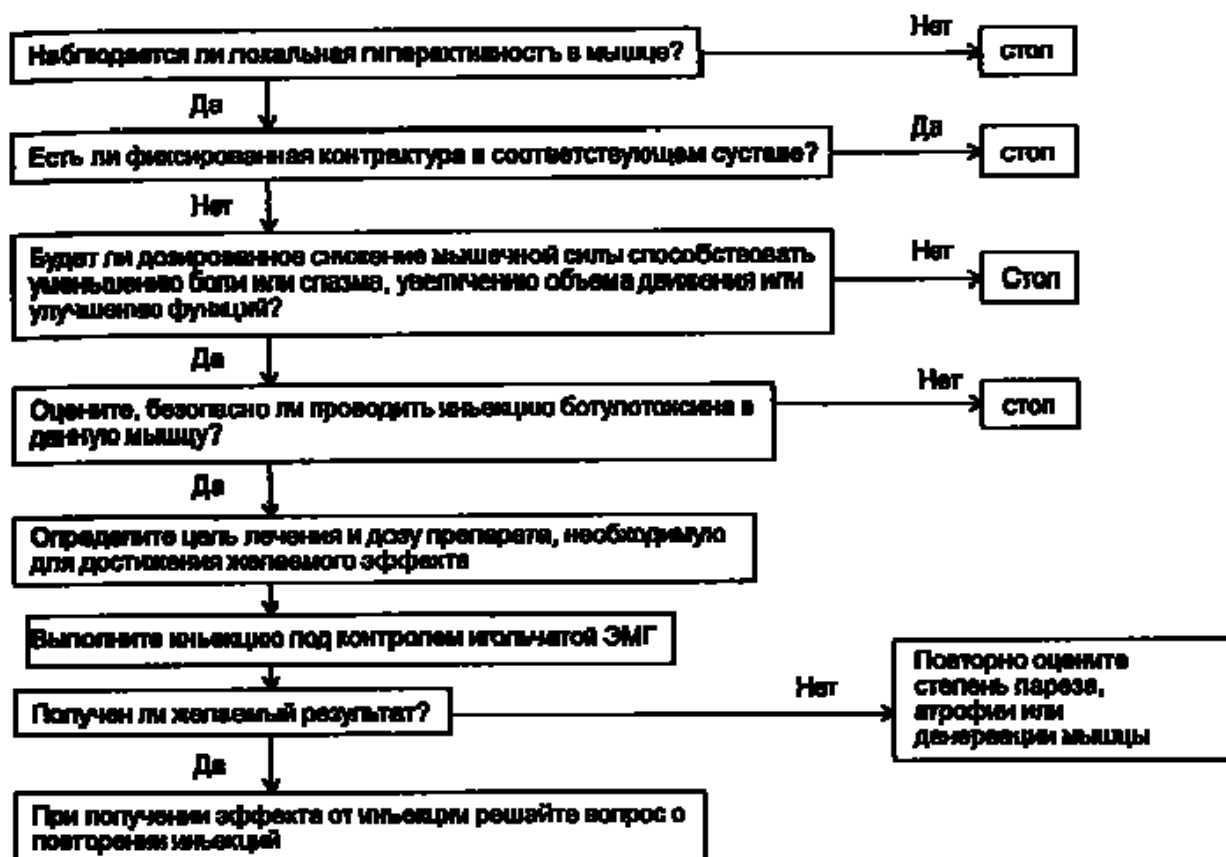 Нет
Наблюдается ли локальная гиперактивность в мышце?
стоп
Да
Да
Есть ли фиксированная контрактура в соответствующем суставе?
стоп
Нет
Будет ли дозированное снижение мышечной силы способствовать
уменьшению боли или спазма, увеличению объема движения или
улучшению функций?
Нет
Стоп
Да
Нет
Оцените, безопасно ли проводить инъекцию ботулотоксина в
данную мышцу?
стоп
Да
Определите цель лечения и дозу препарата, необходимую
для достижения желаемого эффекта
Выполните инъекцию под контролем игольчатой ЭМГ
Получен ли желаемый результат?
Нет
Повторно оцените
степень пареза,
атрофии или
денервации мышцы
Да
При получении эффекта от инъекции решайте вопрос о
повторении инъекций